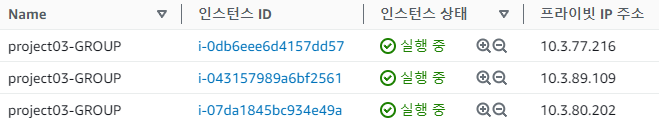 Name 인스턴스 ID 인스턴스 상태 프라이빗 IP 주소
project03-GROUP i-0db6eee6d4157dd57 실행 중 10.3.77.216
project03-GROUP i-043157989a6bf2561 실행 중 10.3.89.109
project03-GROUP i-07da1845bc934e49a 실행 중 10.3.80.202